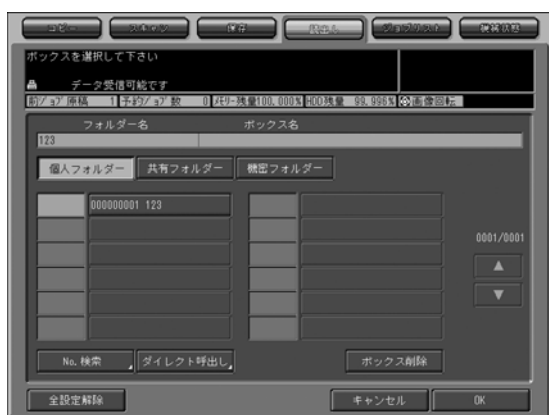 コピー スキャン 保存 読出し ジョブリスト 機械状態
ボックスを選択して下さい
データ受信可能です
前ジョブ原稿 1 予約ジョブ数 0 メモリー残量100.000% HDD残量 99.996% 画像回転
フォルダー名 ボックス名
123
個人フォルダー 共有フォルダー 機密フォルダー
000000001 123
0001/0001
▲
▼
No.検索 ダイレクト呼出し ボックス削除
全設定解除 キャンセル OK